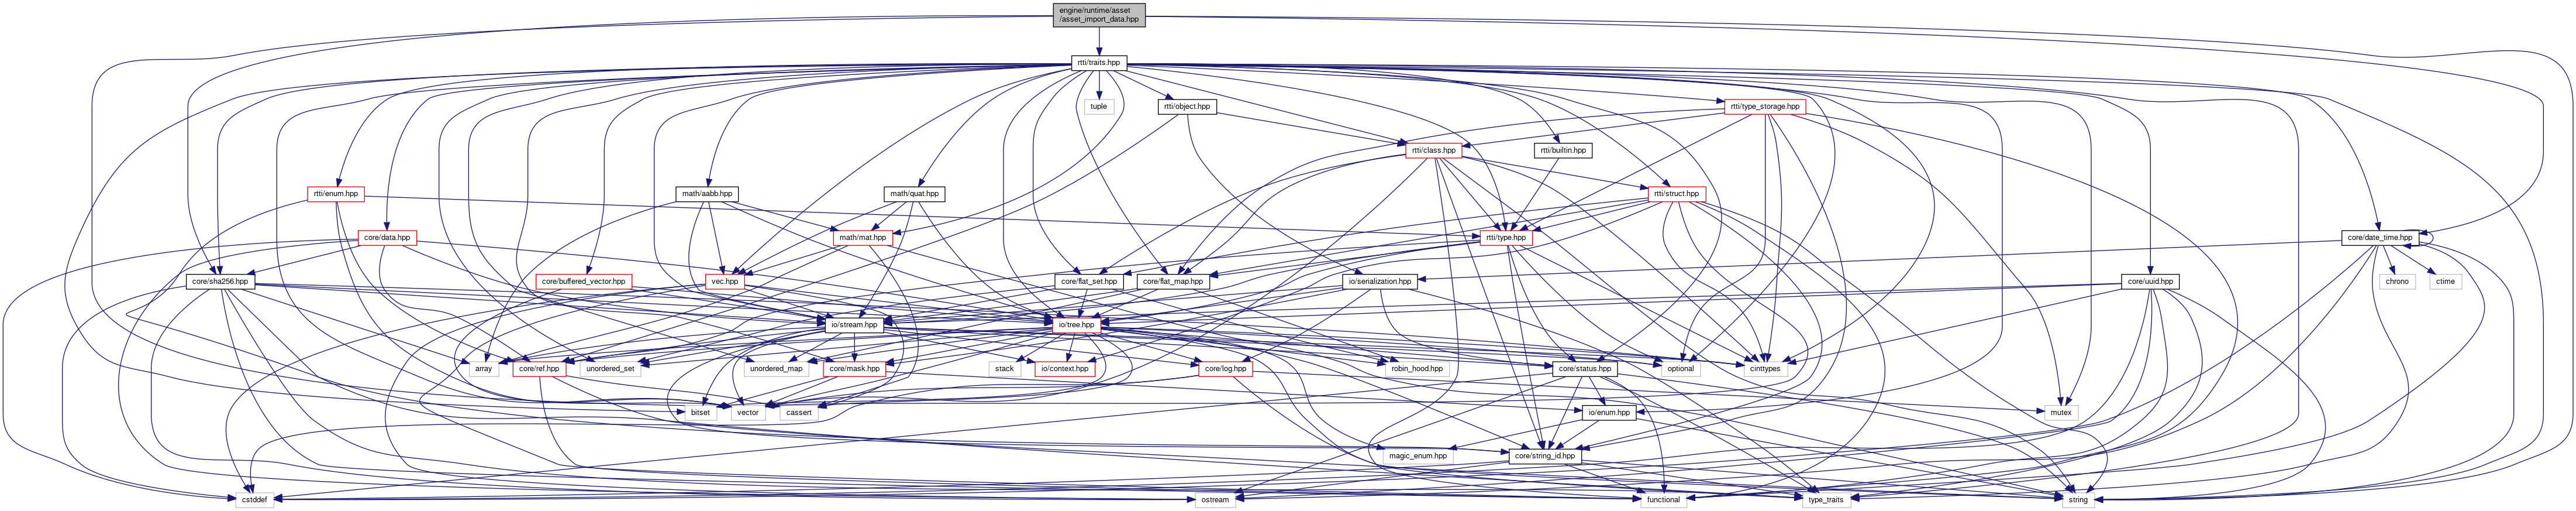 engine/runtime/asset
/asset_import_data.hpp
rtti/traits.hpp
tuple
rtti/object.hpp
rtti/type_storage.hpp
rtti/class.hpp
rtti/builtin.hpp
rtti/enum.hpp
math/aabb.hpp
math/quat.hpp
rtti/struct.hpp
core/data.hpp
math/mat.hpp
rtti/type.hpp
core/date_time.hpp
core/sha256.hpp
core/buffered_vector.hpp
vec.hpp
core/flat_set.hpp
core/flat_map.hpp
io/serialization.hpp
chrono
ctime
core/uuid.hpp
io/stream.hpp
io/tree.hpp
array
core/ref.hpp
unordered_set
unordered_map
core/mask.hpp
stack
io/context.hpp
core/log.hpp
robin_hood.hpp
optional
cinttypes
core/status.hpp
bitset
vector
cassert
io/enum.hpp
mutex
magic_enum.hpp
core/string_id.hpp
cstddef
ostream
functional
type_traits
string